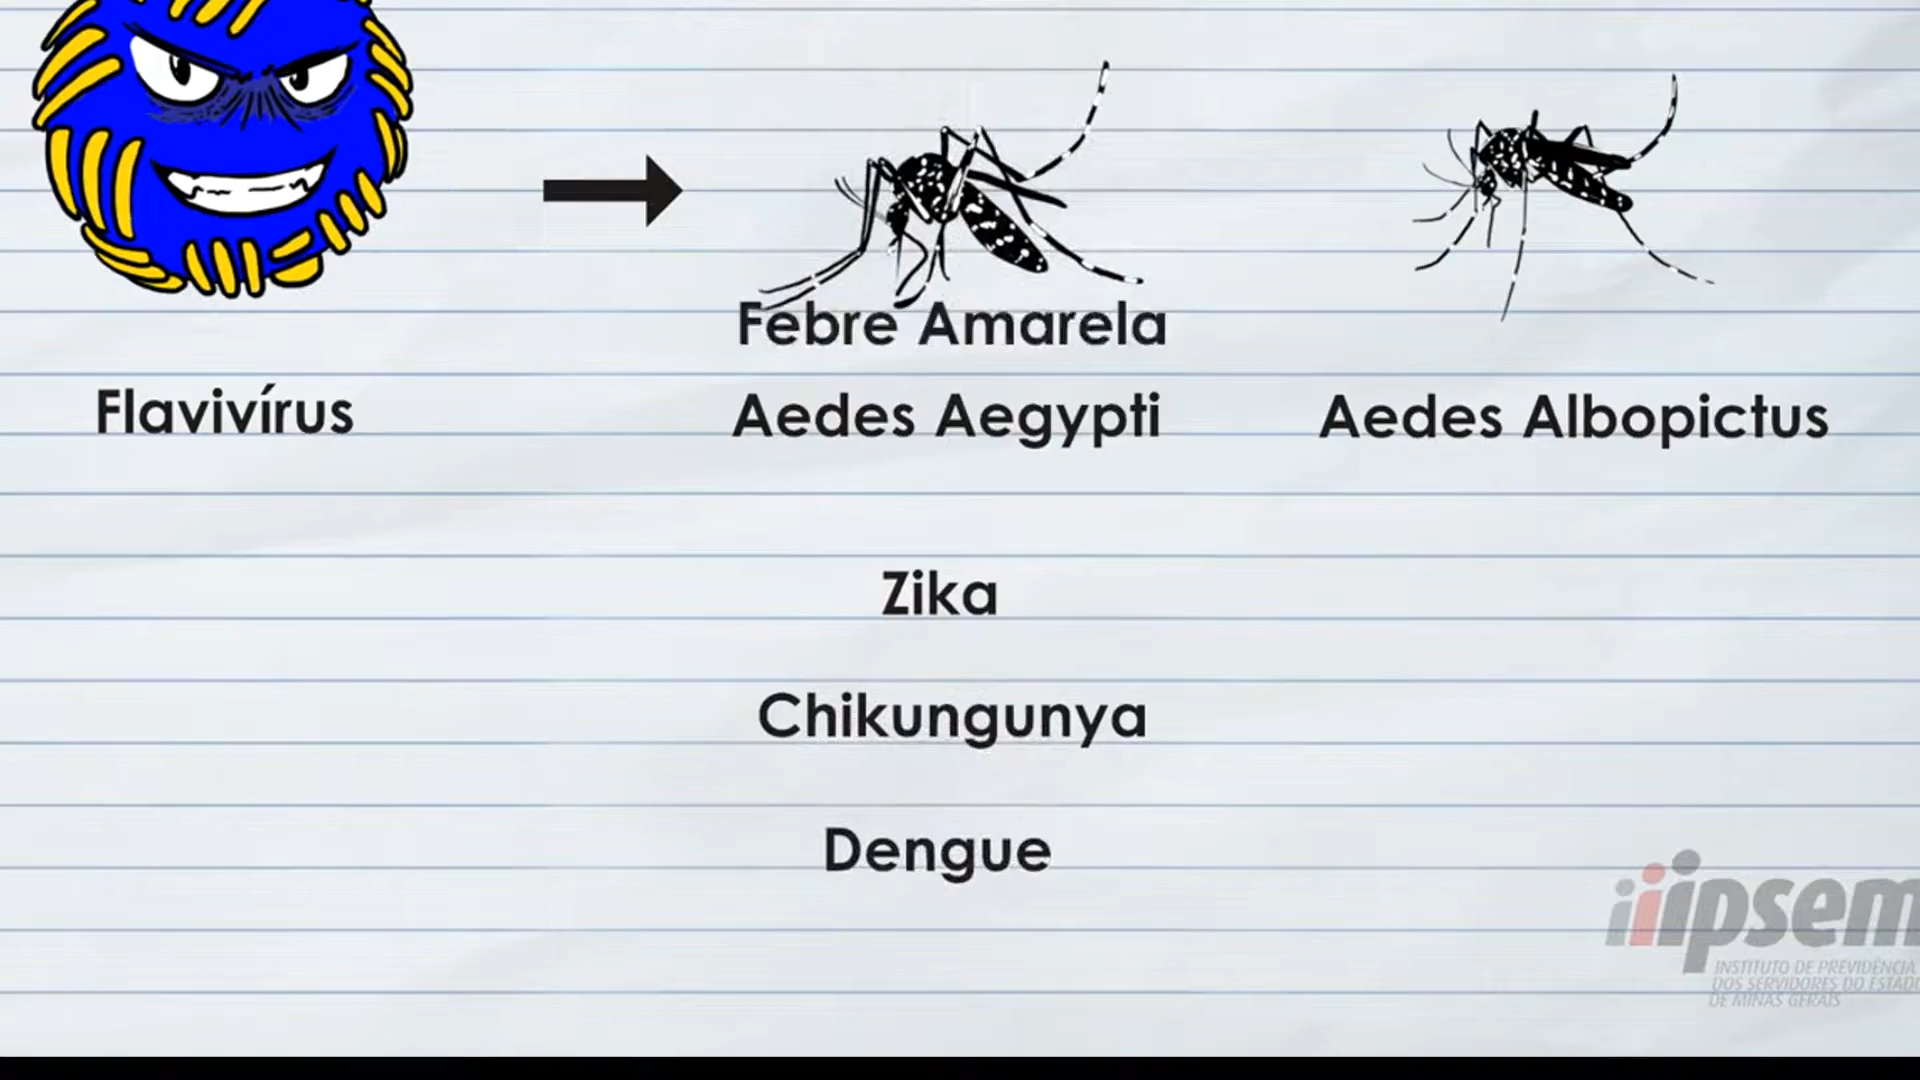 Febre Amarela
Flavivírus
Aedes Aegypti
Aedes Albopictus
Zika
Chikungunya
Dengue
ipsem
INSTITUTO DE PREVIDÊNCIA
DOS SERVIDORES DO ESTADO
DE MINAS GERAIS